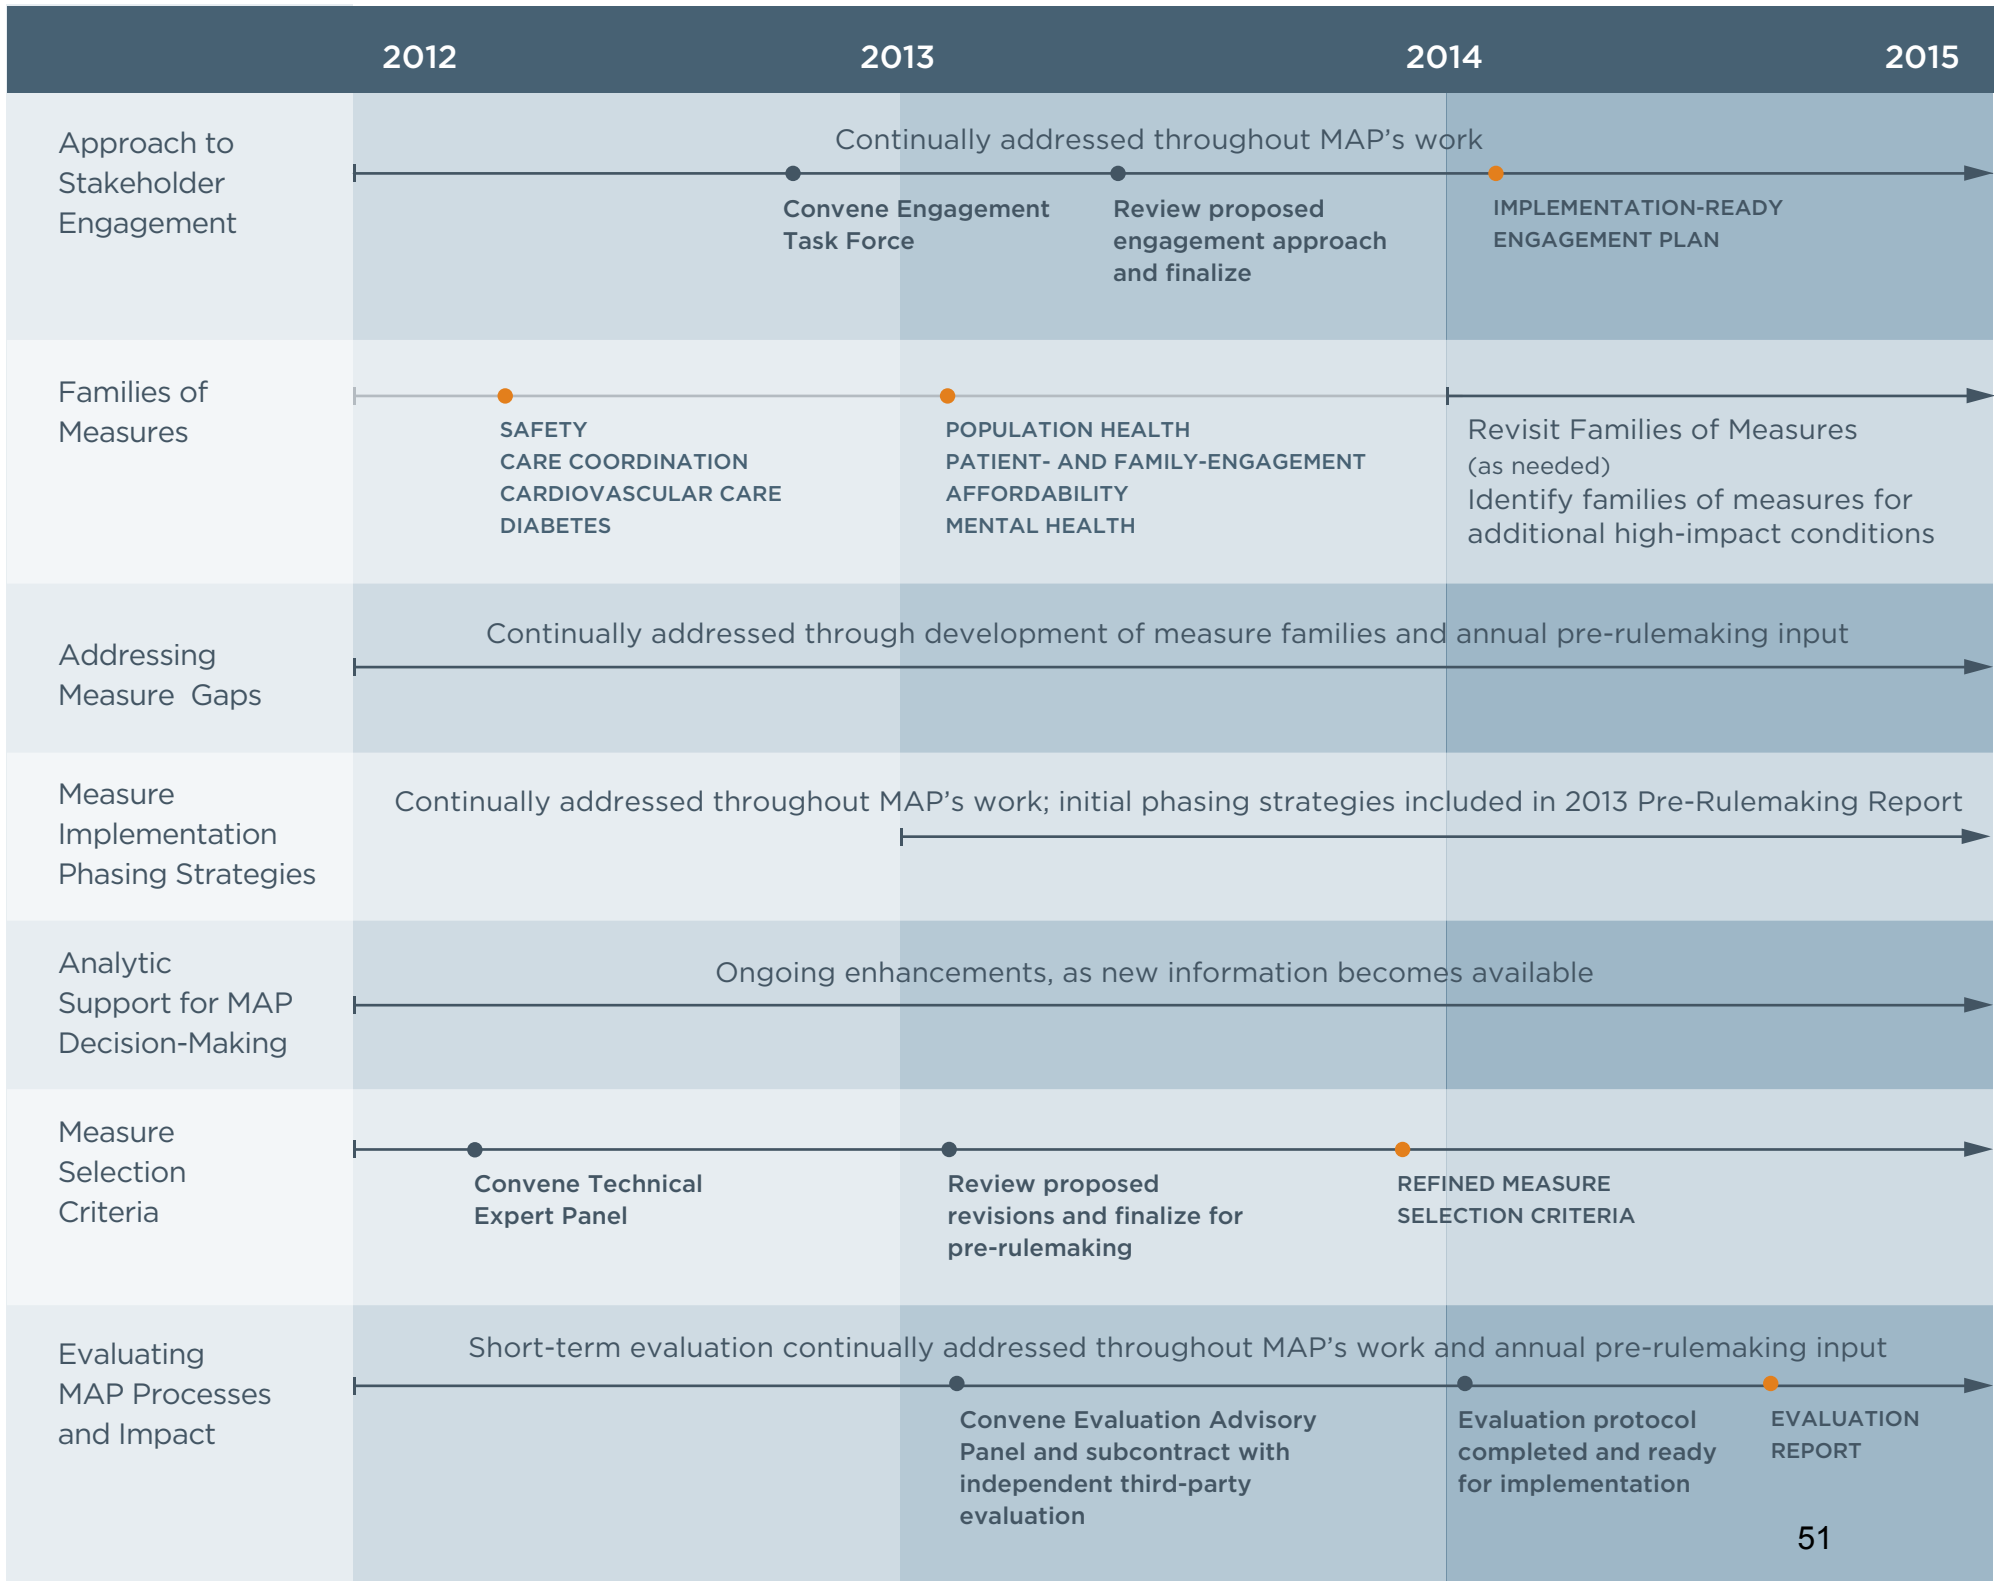 2012 2013 2014 2015
Approach to
Stakeholder
Engagement
Continually addressed throughout MAP's work
Convene Engagement
Task Force
Review proposed
engagement approach
and finalize
IMPLEMENTATION-READY
ENGAGEMENT PLAN
Families of
Measures
SAFETY
CARE COORDINATION
CARDIOVASCULAR CARE
DIABETES
POPULATION HEALTH
PATIENT- AND FAMILY-ENGAGEMENT
AFFORDABILITY
MENTAL HEALTH
Revisit Families of Measures
(as needed)
Identify families of measures for
additional high-impact conditions
Addressing
Measure Gaps
Continually addressed through development of measure families and annual pre-rulemaking input
Measure
Implementation
Phasing Strategies
Continually addressed throughout MAP's work; initial phasing strategies included in 2013 Pre-Rulemaking Report
Analytic
Support for MAP
Decision-Making
Ongoing enhancements, as new information becomes available
Measure
Selection
Criteria
Convene Technical
Expert Panel
Review proposed
revisions and finalize for
pre-rulemaking
REFINED MEASURE
SELECTION CRITERIA
Evaluating
MAP Processes
and Impact
Short-term evaluation continually addressed throughout MAP's work and annual pre-rulemaking input
Convene Evaluation Advisory
Panel and subcontract with
independent third-party
evaluation
Evaluation protocol
completed and ready
for implementation
EVALUATION
REPORT
51